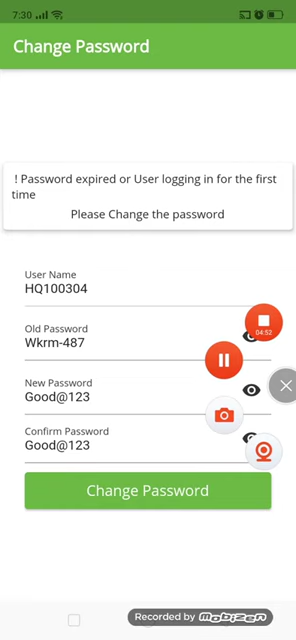 7:30
Change Password
! Password expired or User logging in for the first
time
Please Change the password
User Name
HQ100304
Old Password
Wkrm-487
04:52
New Password
Good@123
Confirm Password
Good@123
Change Password
Recorded by mobizen